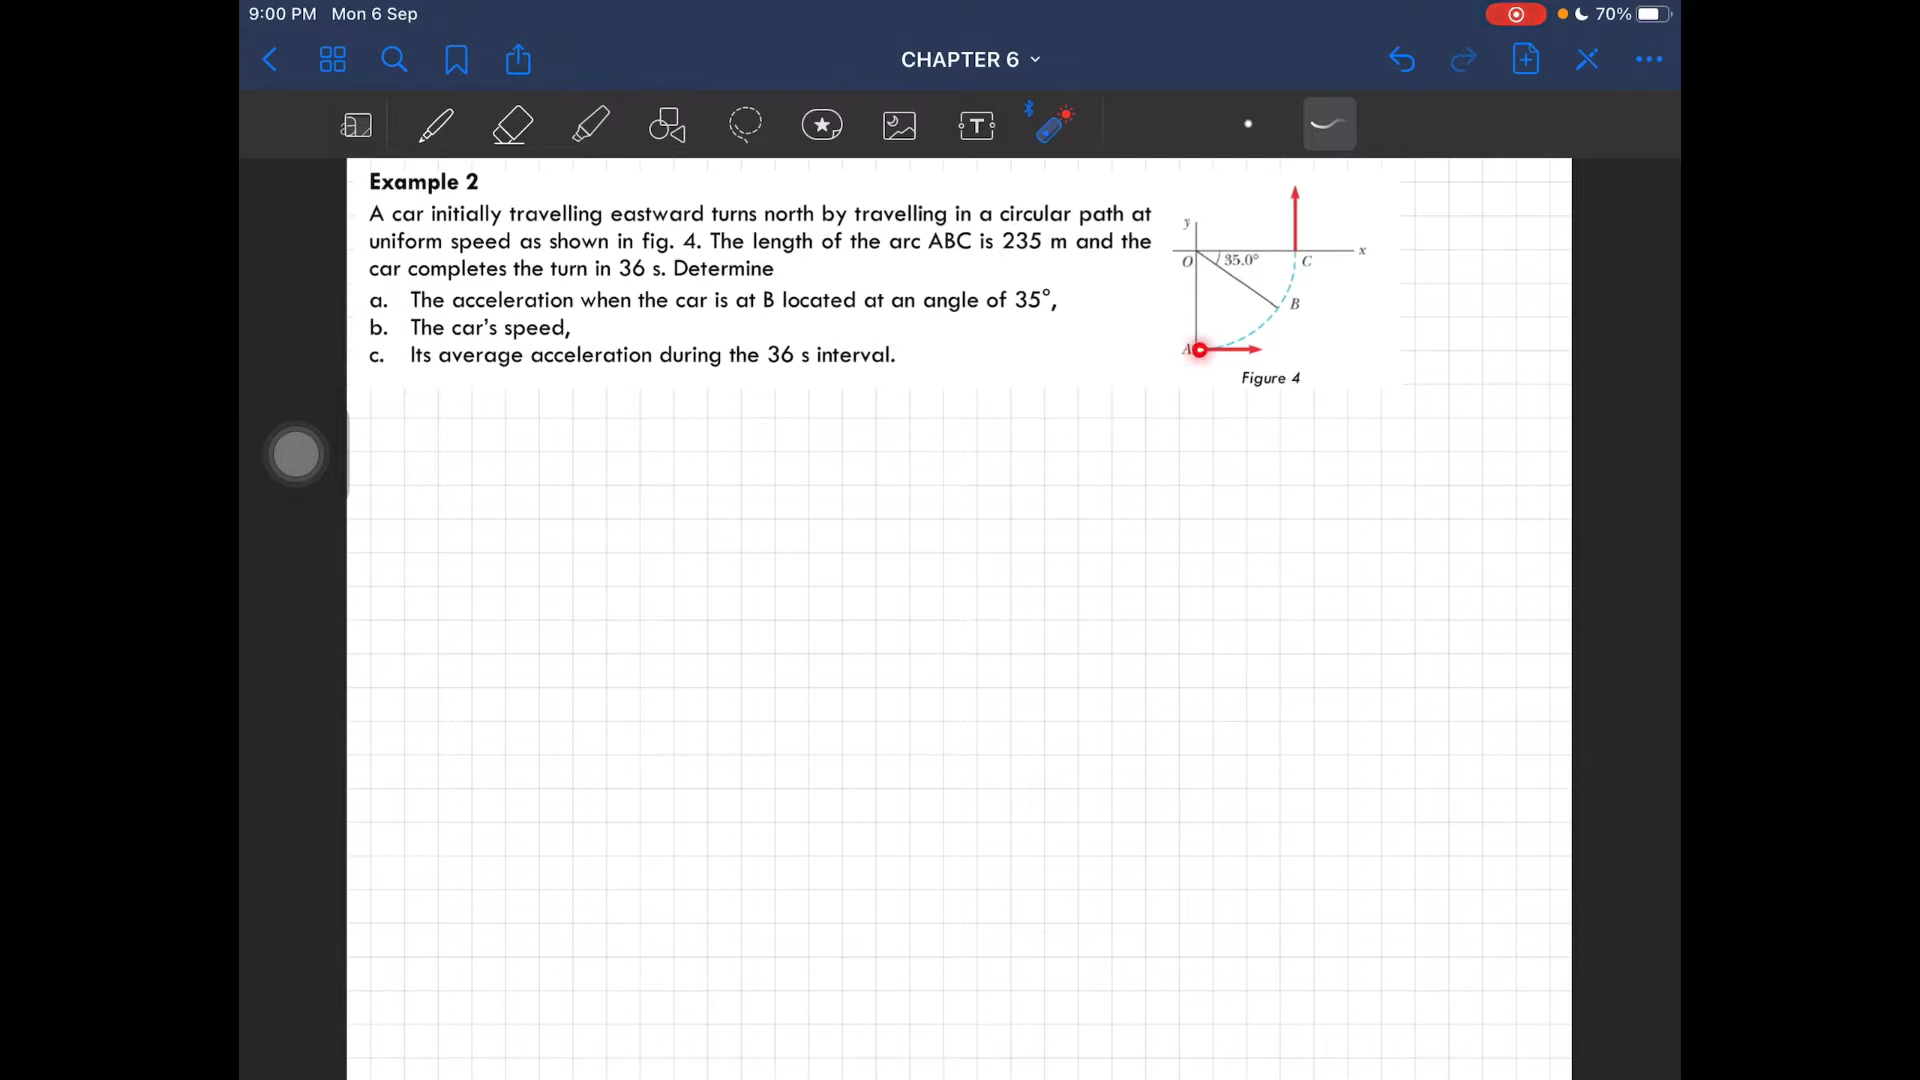 9:00 PM Mon 6 Sep
70%
CHAPTER 6
Example 2
A car initially travelling eastward turns north by travelling in a circular path at
uniform speed as shown in fig. 4. The length of the arc ABC is 235 m and the
car completes the turn in 36 s. Determine
a. The acceleration when the car is at B located at an angle of 35°,
b. The car's speed,
c. Its average acceleration during the 36 s interval.
y
x
O
35.0°
C
B
A
Figure 4